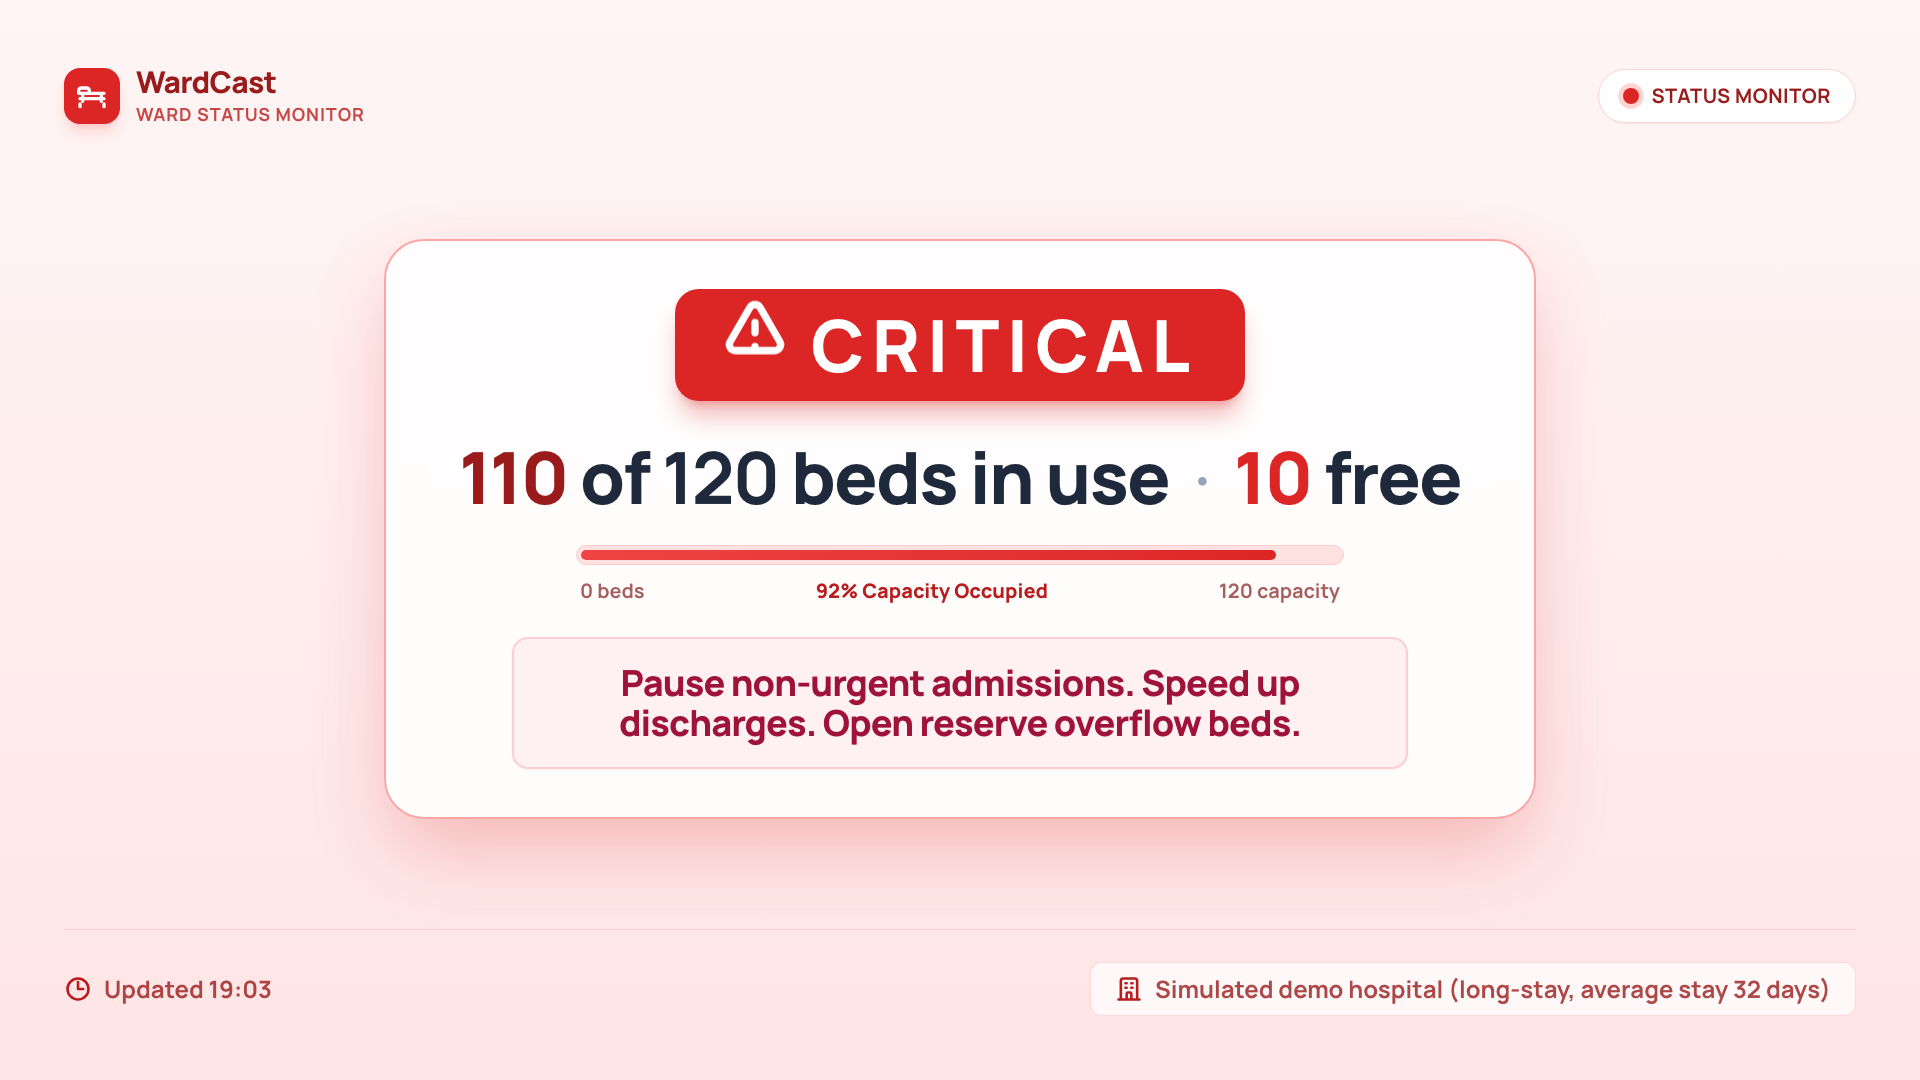 WardCast
WARD STATUS MONITOR
STATUS MONITOR
CRITICAL
110 of 120 beds in use · 10 free
0 beds
92% Capacity Occupied
120 capacity
Pause non-urgent admissions. Speed up
discharges. Open reserve overflow beds.
Updated 19:03
Simulated demo hospital (long-stay, average stay 32 days)